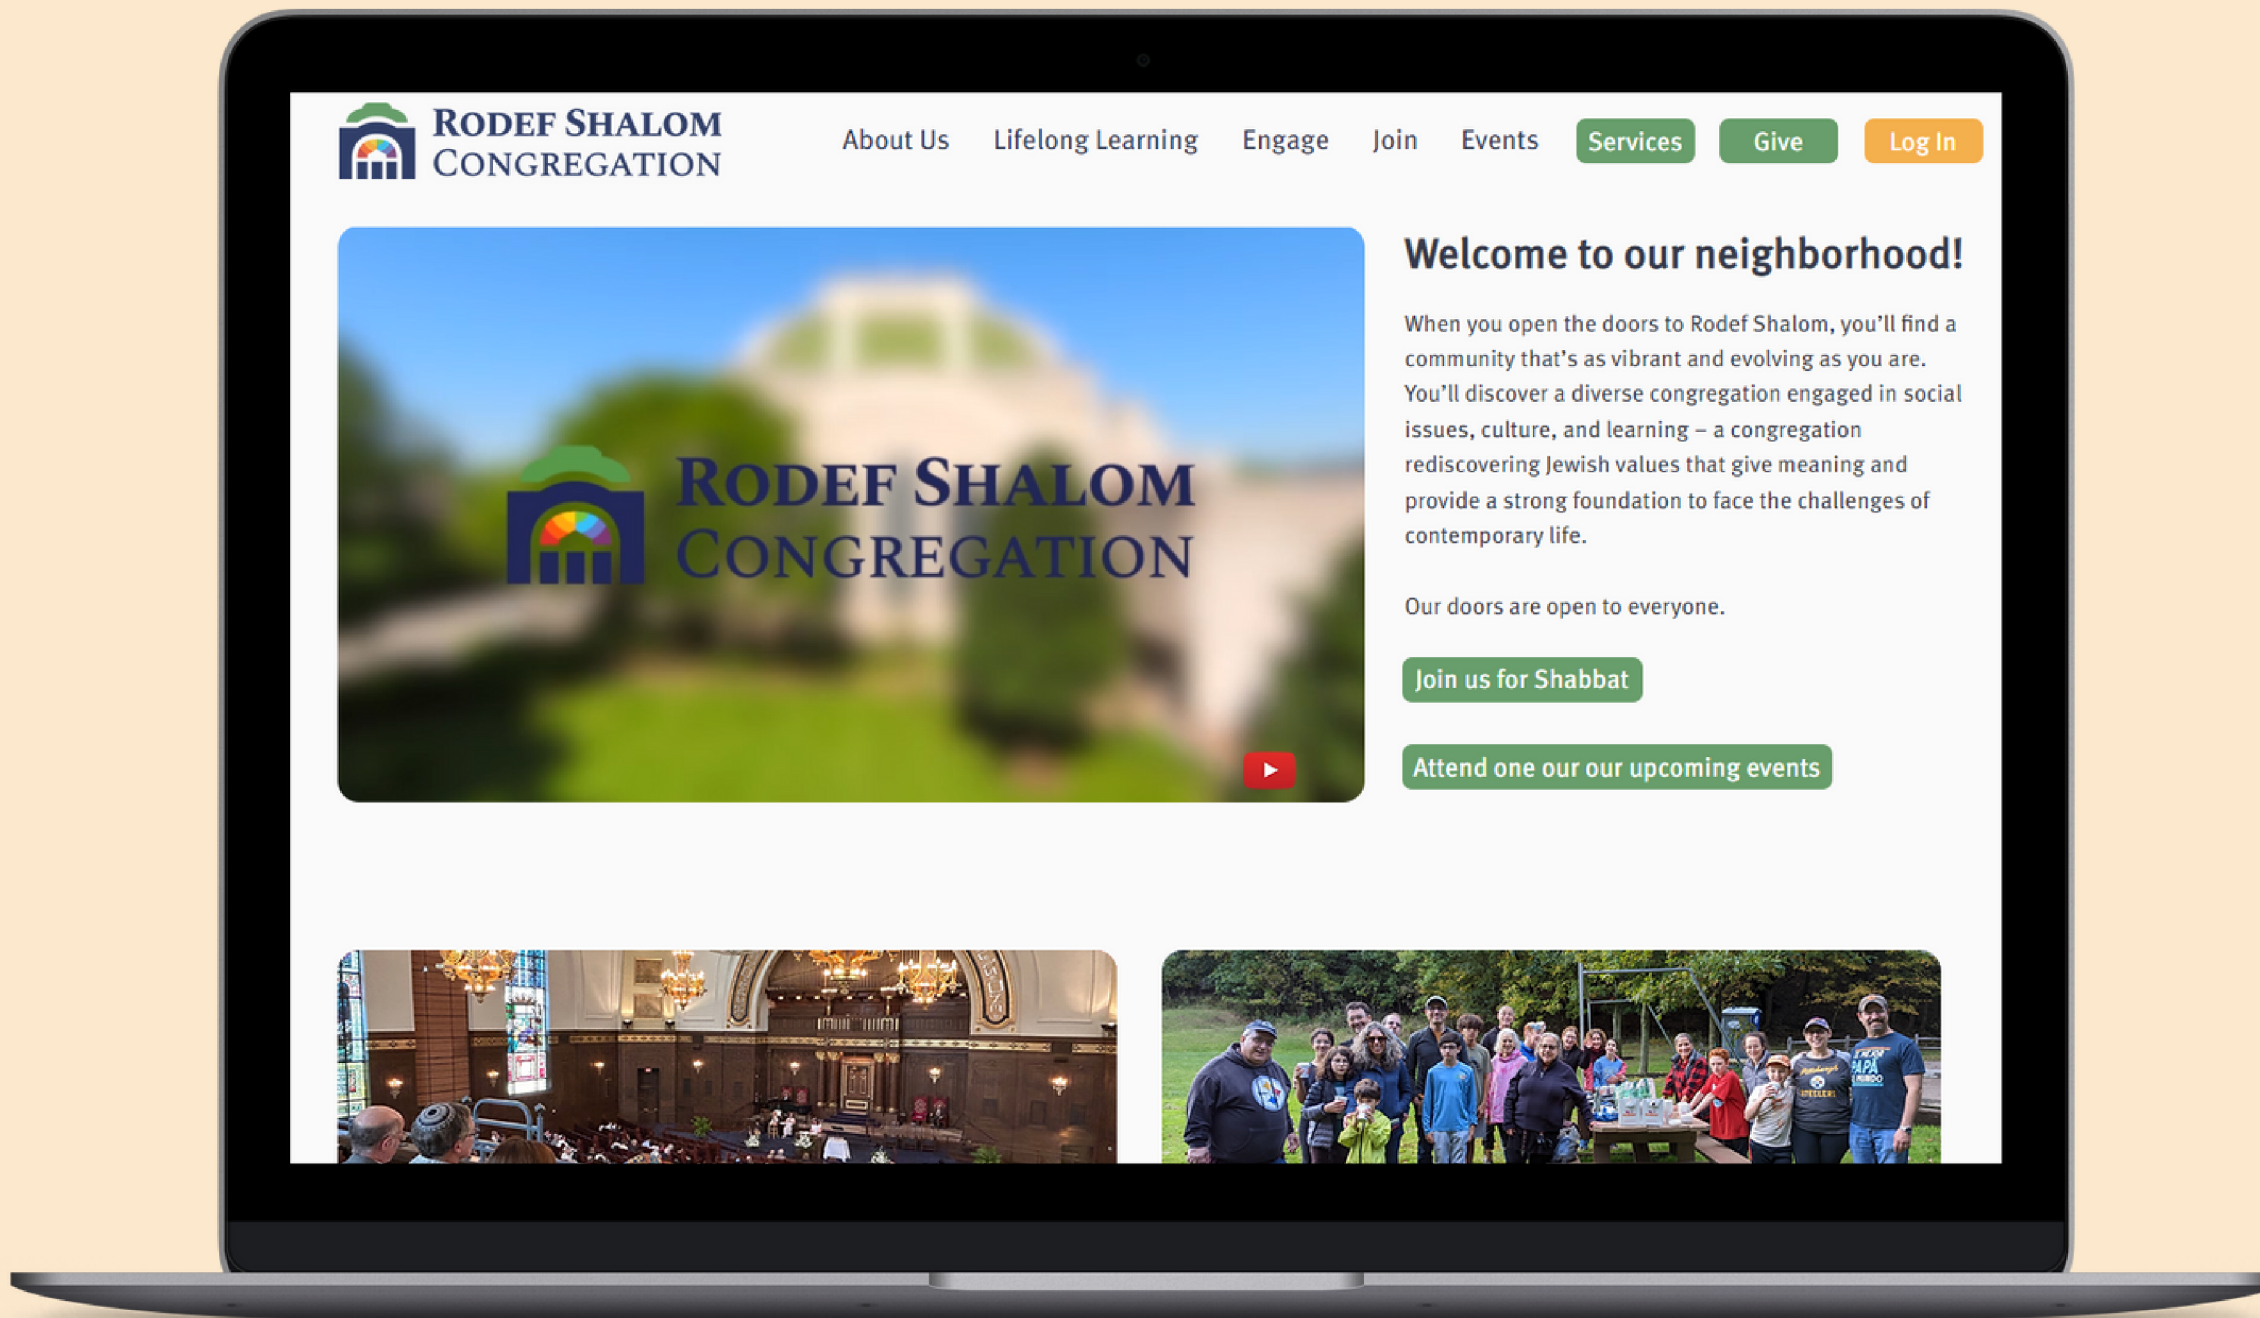 RODEF SHALOM
CONGREGATION
About Us
Lifelong Learning
Engage
Join
Events
Services
Give
Log In
RODEF SHALOM
CONGREGATION
Welcome to our neighborhood!
When you open the doors to Rodef Shalom, you’ll find a
community that’s as vibrant and evolving as you are.
You’ll discover a diverse congregation engaged in social
issues, culture, and learning – a congregation
rediscovering Jewish values that give meaning and
provide a strong foundation to face the challenges of
contemporary life.
Our doors are open to everyone.
Join us for Shabbat
Attend one our our upcoming events
Pittsburgh
STEELERS
PAPÁ
MUNDO